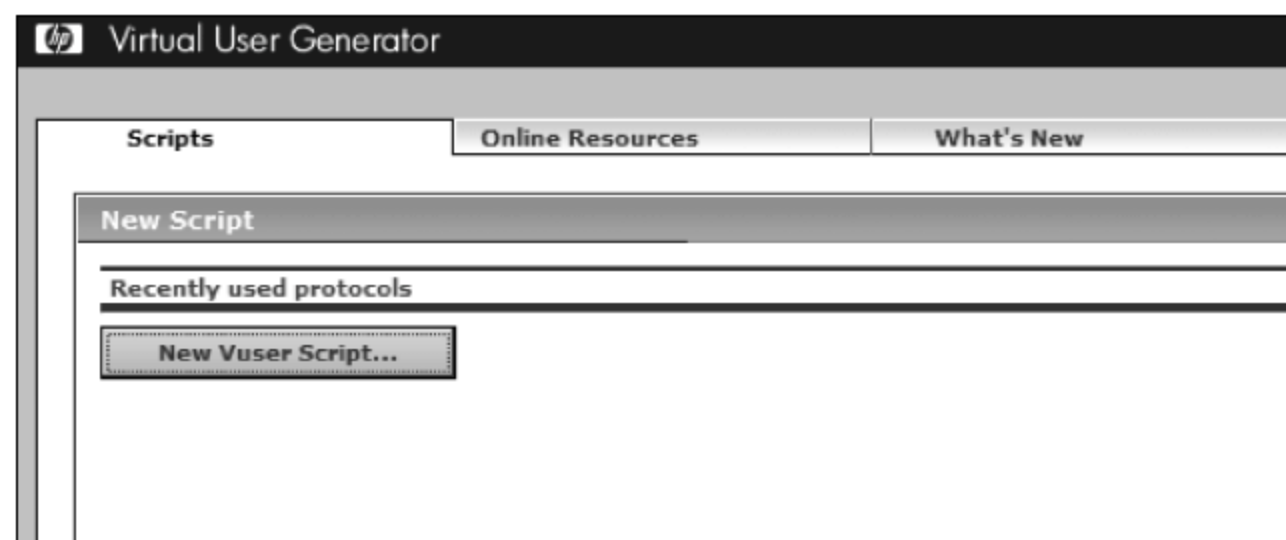 hp Virtual User Generator
Scripts Online Resources What's New
New Script
Recently used protocols
New Vuser Script...